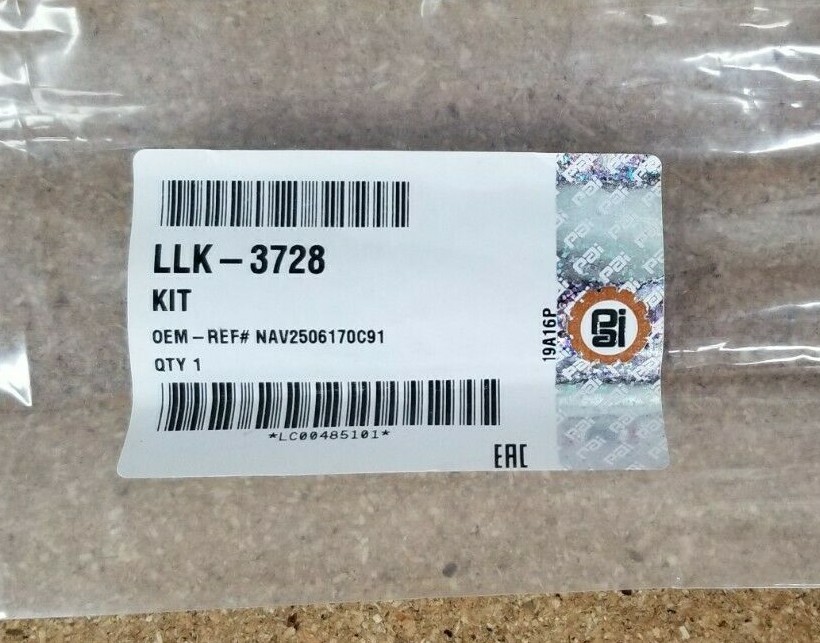 LLK-3728
KIT
OEM-REF# NAV2506170C91
QTY 1
*LC00485101*
EAC
19A16P
pai